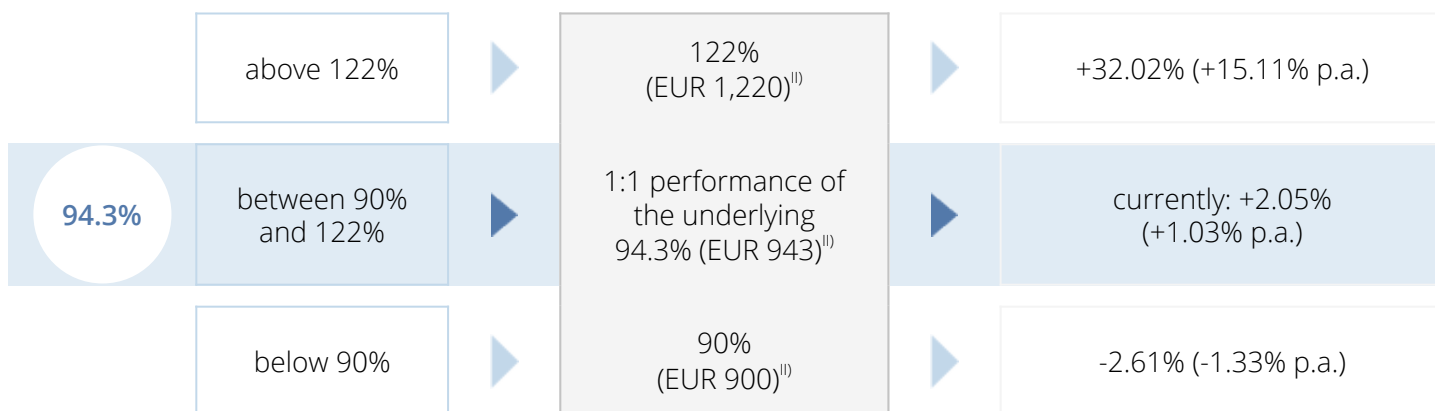 above 122%
122%
(EUR 1,220)II)
+32.02% (+15.11% p.a.)
94.3%
between 90%
and 122%
1:1 performance of
the underlying
94.3% (EUR 943)II)
currently: +2.05%
(+1.03% p.a.)
below 90%
90%
(EUR 900)II)
-2.61% (-1.33% p.a.)